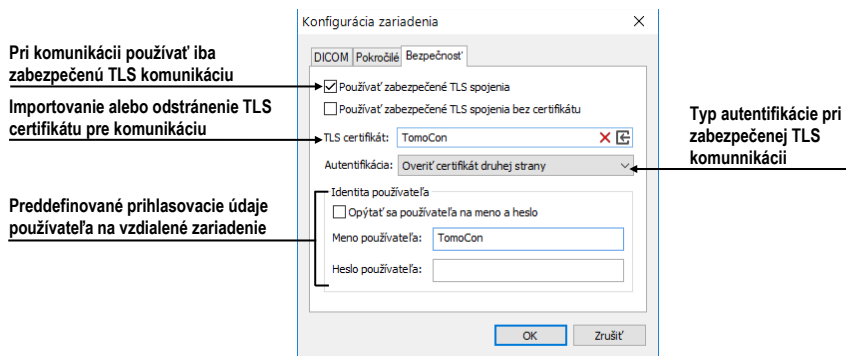 Konfigurácia zariadenia
DICOM Pokročilé Bezpečnosť
Pri komunikácii používať iba
zabezpečenú TLS komunikáciu
Používať zabezpečené TLS spojenia
Importovanie alebo odstránenie TLS
certifikátu pre komunikáciu
Používať zabezpečené TLS spojenia bez certifikátu
TLS certifikát: TomoCon
Autentifikácia: Overiť certifikát druhej strany
Typ autentifikácie pri
zabezpečenej TLS
komunnikácii
Preddefinované prihlasovacie údaje
používateľa na vzdialené zariadenie
Identita používateľa
Opýtať sa používateľa na meno a heslo
Meno používateľa: TomoCon
Heslo používateľa:
OK Zrušiť